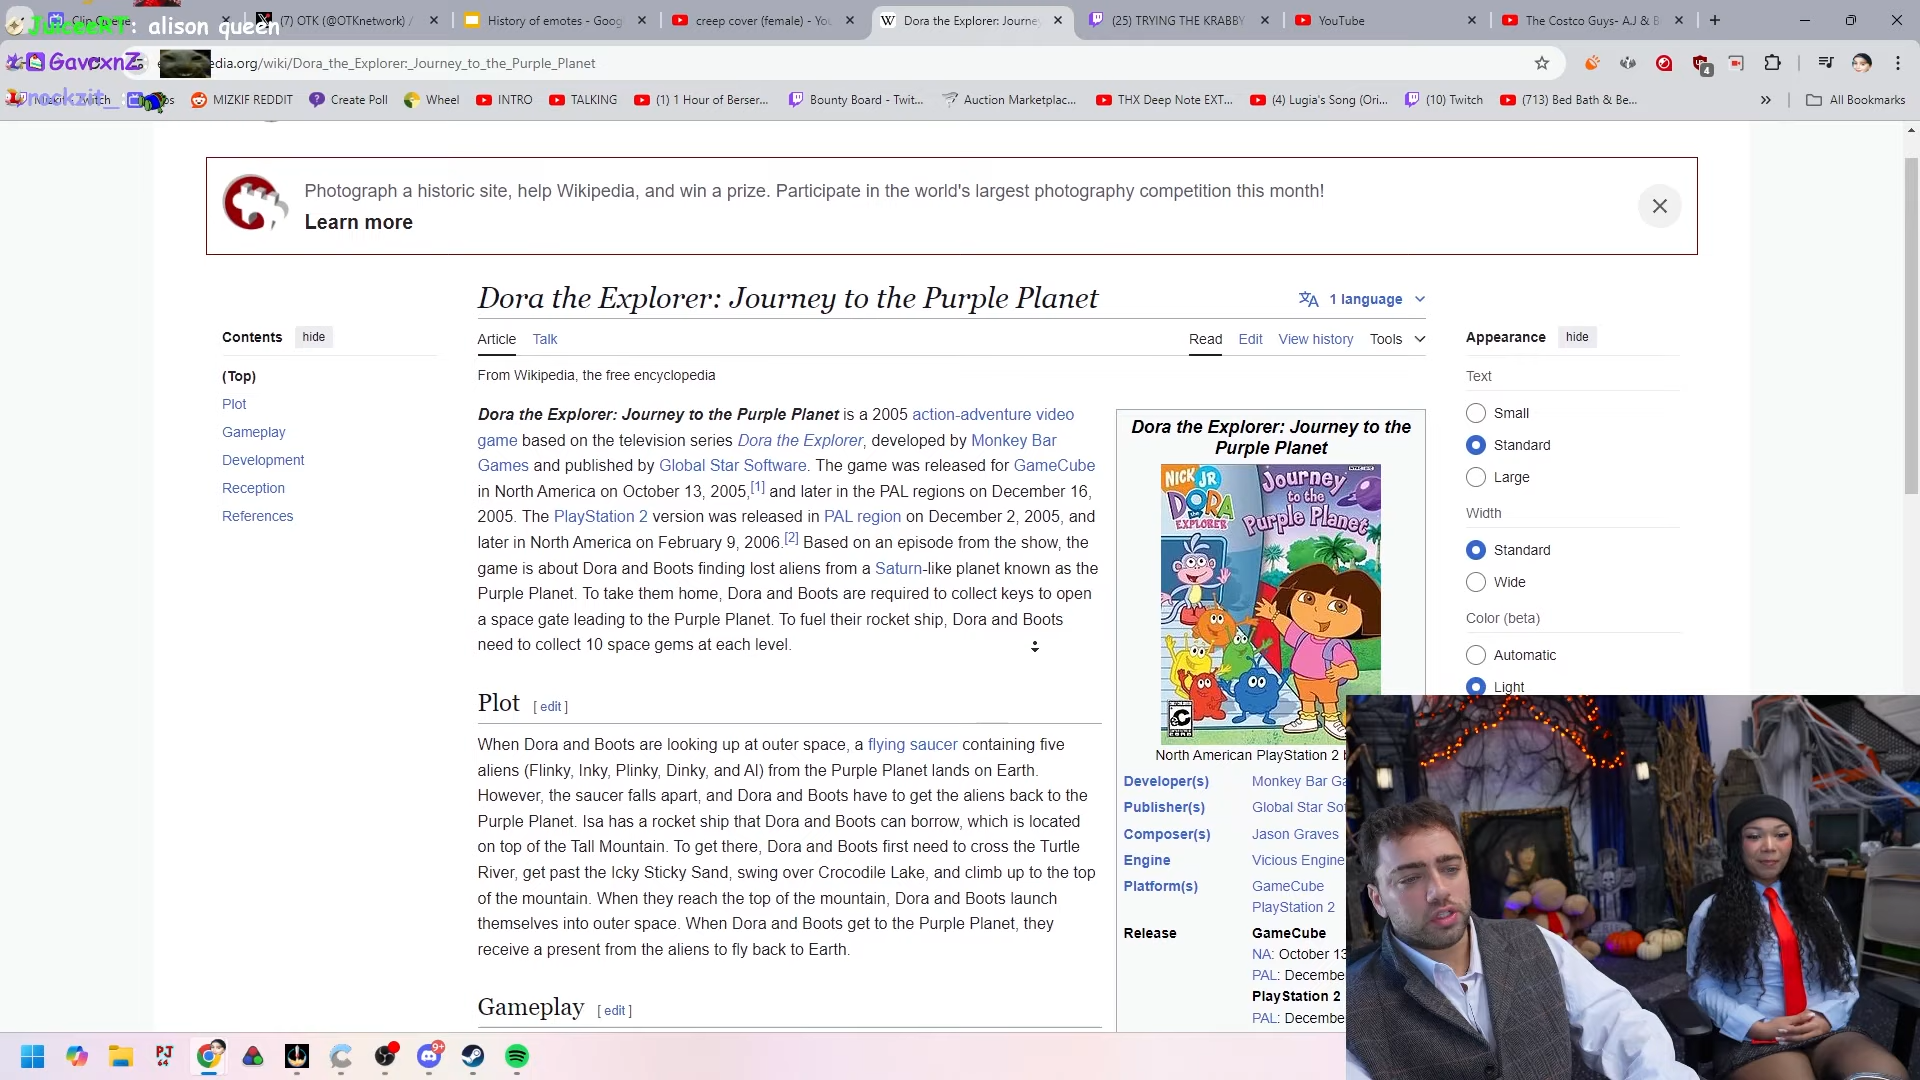 JuiceeRT: alison queen
GavoxnZ
nookzit_:
Clip Queue
(7) OTK (@OTKnetwork) /
History of emotes - Goog
creep cover (female) - You
Dora the Explorer: Journe
(25) TRYING THE KRABBY
YouTube
The Costco Guys- A.J & B
edia.org/wiki/Dora_the_Explorer:_Journey_to_the_Purple_Planet
4
MIZKIF REDDIT
Create Poll
Wheel
INTRO
TALKING
(1) 1 Hour of Berser...
Bounty Board - Twit...
Auction Marketplac...
THX Deep Note EXT...
(4) Lugia's Song (Ori...
(10) Twitch
(713) Bed Bath & Be...
All Bookmarks
Photograph a historic site, help Wikipedia, and win a prize. Participate in the world's largest photography competition this month!
Learn more
Dora the Explorer: Journey to the Purple Planet
1 language
Contents
hide
Article
Talk
Read
Edit
View history
Tools
Appearance
hide
(Top)
Plot
Gameplay
Development
Reception
References
From Wikipedia, the free encyclopedia
Dora the Explorer: Journey to the Purple Planet is a 2005 action-adventure video
game based on the television series Dora the Explorer, developed by Monkey Bar
Games and published by Global Star Software. The game was released for GameCube
in North America on October 13, 2005,[1] and later in the PAL regions on December 16,
2005. The PlayStation 2 version was released in PAL region on December 2, 2005, and
later in North America on February 9, 2006.[2] Based on an episode from the show, the
game is about Dora and Boots finding lost aliens from a Saturn-like planet known as the
Purple Planet. To take them home, Dora and Boots are required to collect keys to open
a space gate leading to the Purple Planet. To fuel their rocket ship, Dora and Boots
need to collect 10 space gems at each level.
Plot [ edit ]
When Dora and Boots are looking up at outer space, a flying saucer containing five
aliens (Flinky, Inky, Plinky, Dinky, and Al) from the Purple Planet lands on Earth.
However, the saucer falls apart, and Dora and Boots have to get the aliens back to the
Purple Planet. Isa has a rocket ship that Dora and Boots can borrow, which is located
on top of the Tall Mountain. To get there, Dora and Boots first need to cross the Turtle
River, get past the Icky Sticky Sand, swing over Crocodile Lake, and climb up to the top
of the mountain. When they reach the top of the mountain, Dora and Boots launch
themselves into outer space. When Dora and Boots get to the Purple Planet, they
receive a present from the aliens to fly back to Earth.
Gameplay [ edit ]
Dora the Explorer: Journey to the
Purple Planet
NICK JR
DORA
the
EXPLORER
Journey
to the
Purple Planet
North American PlayStation 2 b
Developer(s)
Monkey Bar Ga
Publisher(s)
Global Star Sof
Composer(s)
Jason Graves
Engine
Vicious Engine
Platform(s)
GameCube
PlayStation 2
Release
GameCube
NA: October 13
PAL: Decembe
PlayStation 2
PAL: Decembe
Text
Small
Standard
Large
Width
Standard
Wide
Color (beta)
Automatic
Light
PJ
64
9+